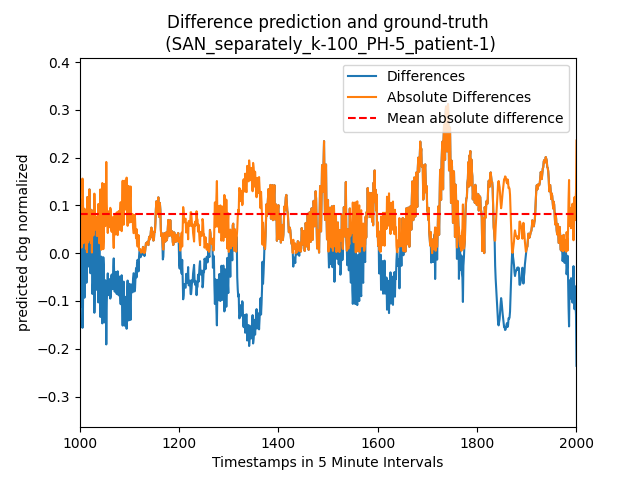 Difference prediction and ground-truth
(SAN_separately_k-100_PH-5_patient-1)
Differences
Absolute Differences
Mean absolute difference
predicted cbg normalized
0.4
0.3
0.2
0.1
0.0
−0.1
−0.2
−0.3
1000 1200 1400 1600 1800 2000
Timestamps in 5 Minute Intervals